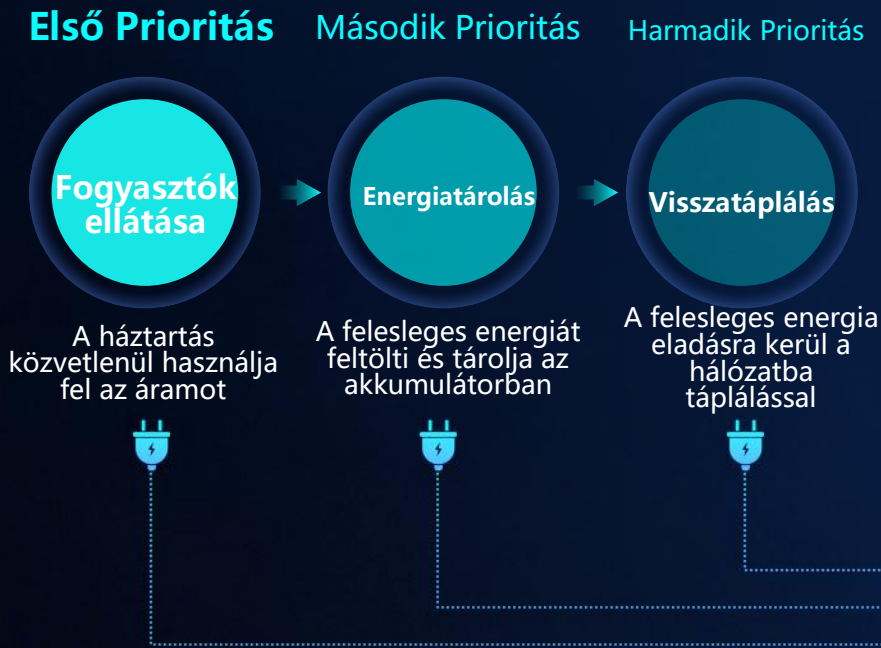 Első Prioritás
Második Prioritás
Harmadik Prioritás
Fogyasztók
ellátása
Energiatárolás
Visszatáplálás
A háztartás
közvetlenül használja
fel az áramot
A felesleges energiát
feltölti és tárolja az
akkumulátorban
A felesleges energia
eladásra kerül a
hálózatba
táplálással